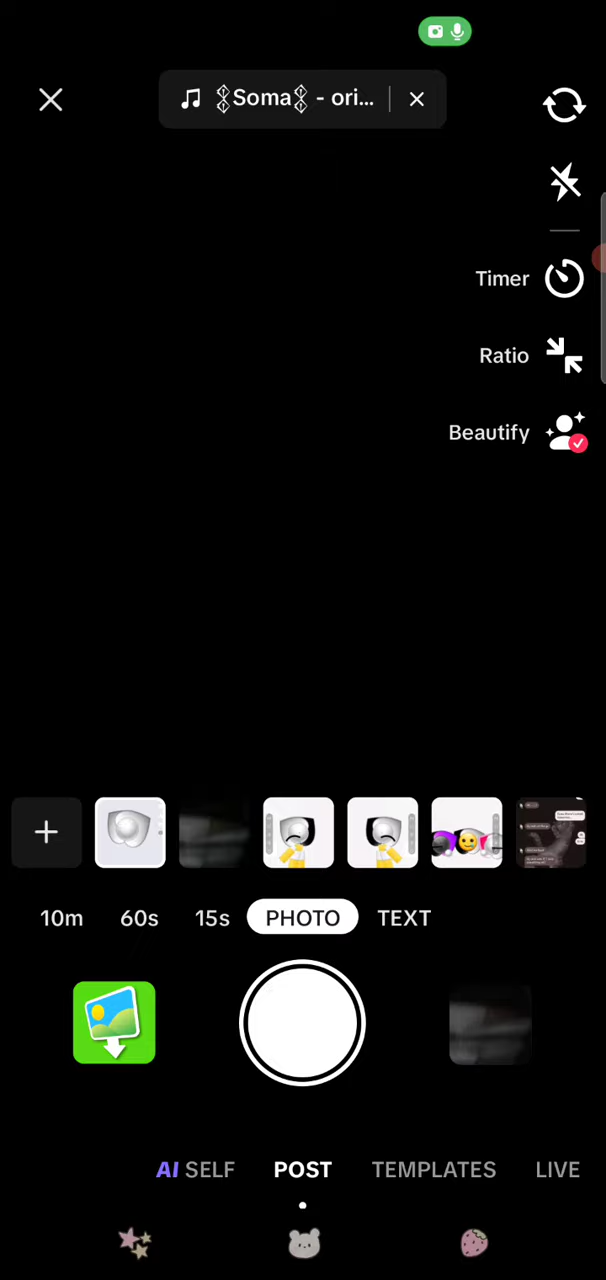 Soma - ori...
Timer
Ratio
Beautify
10m 60s 15s PHOTO TEXT
AI SELF POST TEMPLATES LIVE